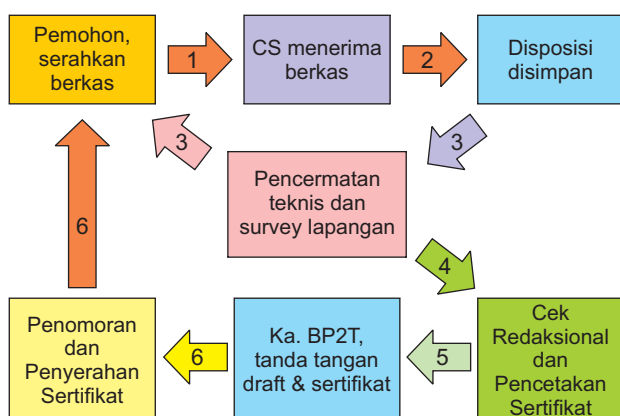 Pemohon,
serahkan
berkas
1
CS menerima
berkas
2
Disposisi
disimpan
3
3
Pencermatan
teknis dan
survey lapangan
4
6
Penomoran
dan
Penyerahan
Sertifikat
6
Ka. BP2T,
tanda tangan
draft & sertifikat
5
Cek
Redaksional
dan
Pencetakan
Sertifikat